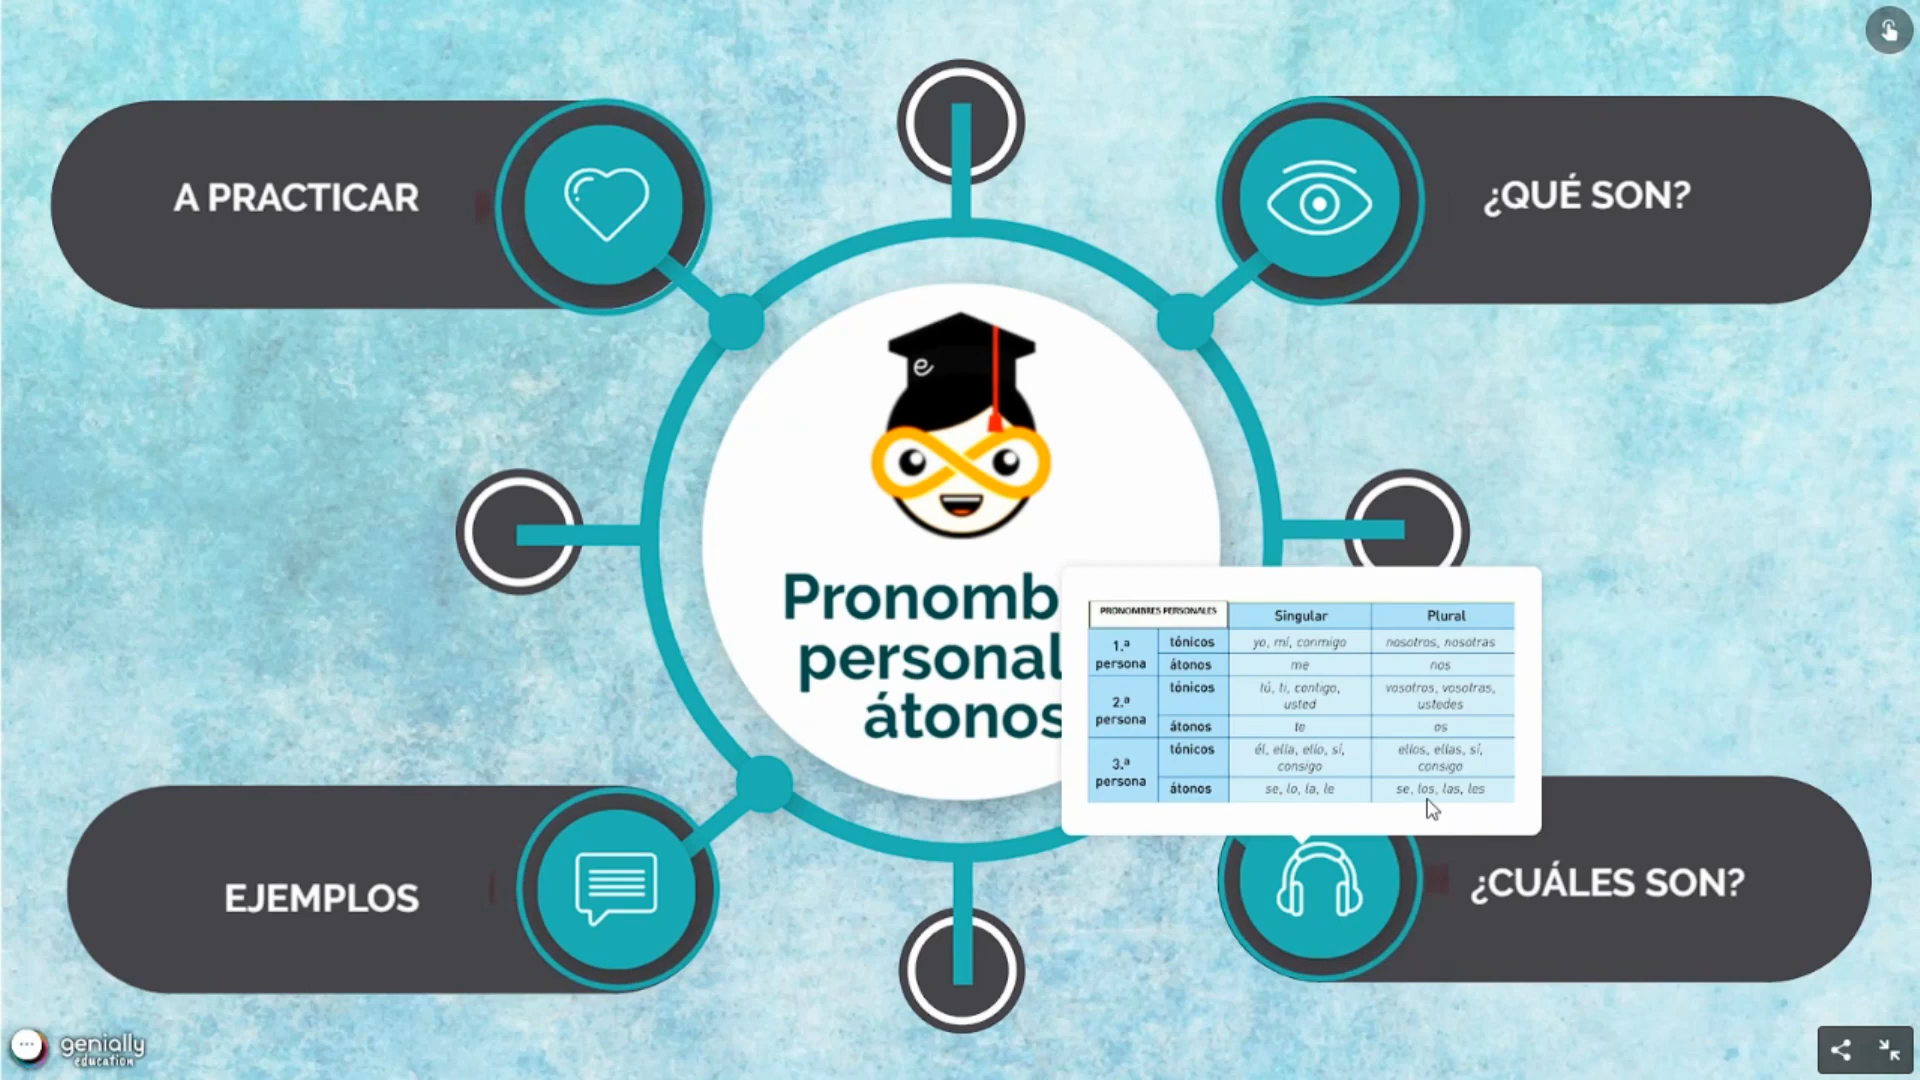 A PRACTICAR
¿QUÉ SON?
e
Pronomb
personal
átonos
PRONOMBRES PERSONALES
Singular
Plural
1.ª
persona
tónicos
yo, mí, conmigo
nosotros, nosotras
átonos
me
nos
2.ª
persona
tónicos
tú, ti, contigo,
usted
vosotros, vosotras,
ustedes
átonos
te
os
3.ª
persona
tónicos
él, ella, ello, sí,
consigo
ellos, ellas, sí,
consigo
átonos
se, lo, la, le
se, los, las, les
EJEMPLOS
¿CUÁLES SON?
genially
education